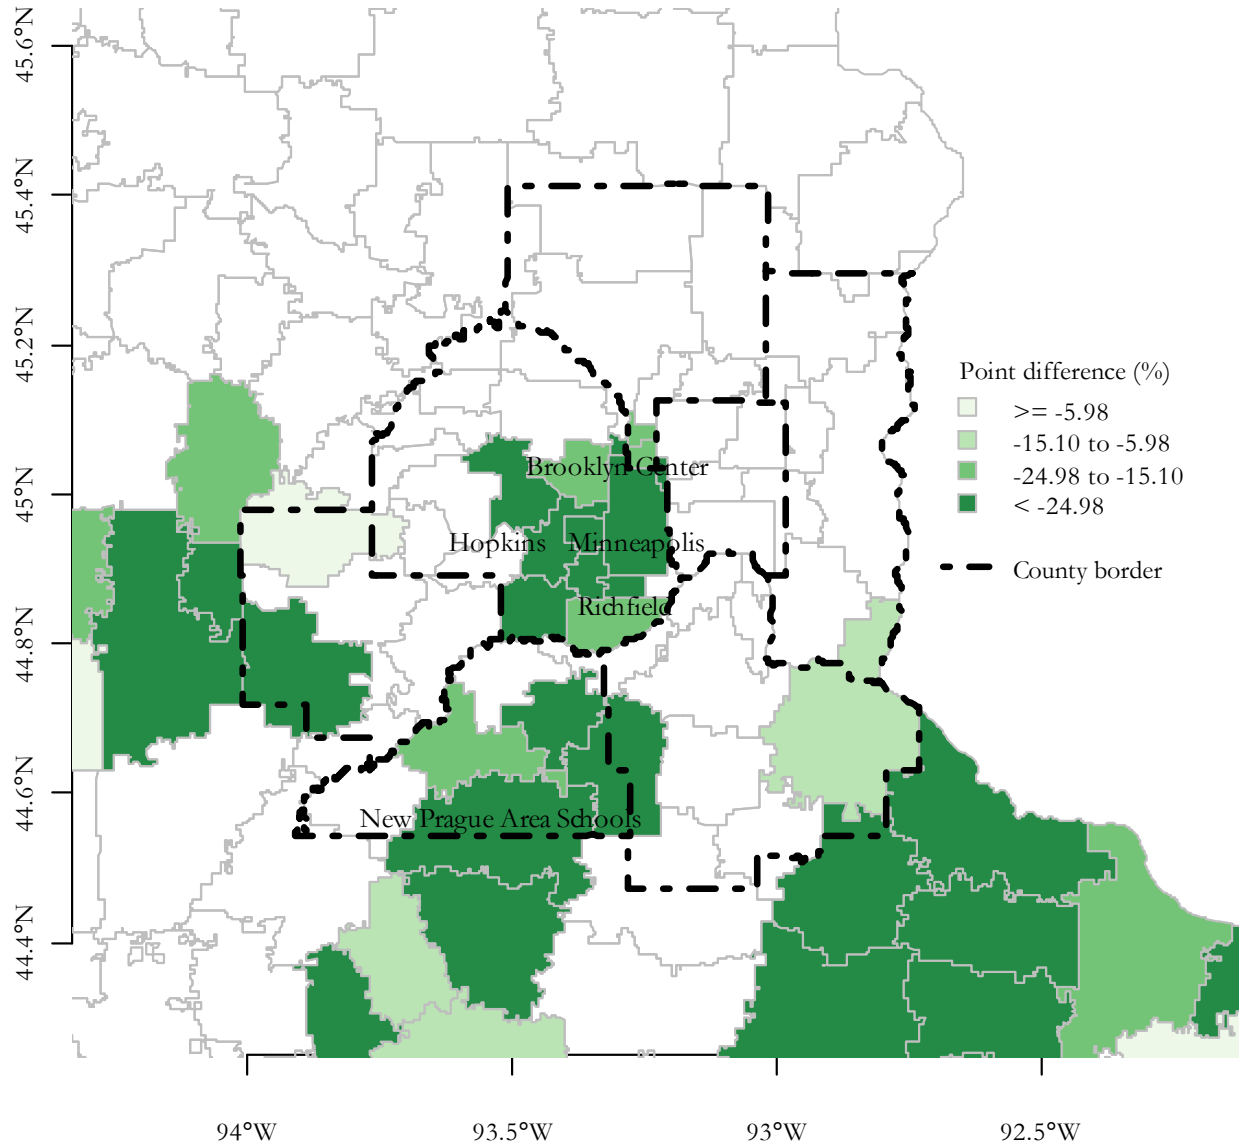 45.6°N
45.4°N
45.2°N
45°N
44.8°N
44.6°N
44.4°N
Brooklyn Center
Hopkins
Minneapolis
Richfield
New Prague Area Schools
Point difference (%)
>= -5.98
-15.10 to -5.98
-24.98 to -15.10
< -24.98
County border
94°W
93.5°W
93°W
92.5°W